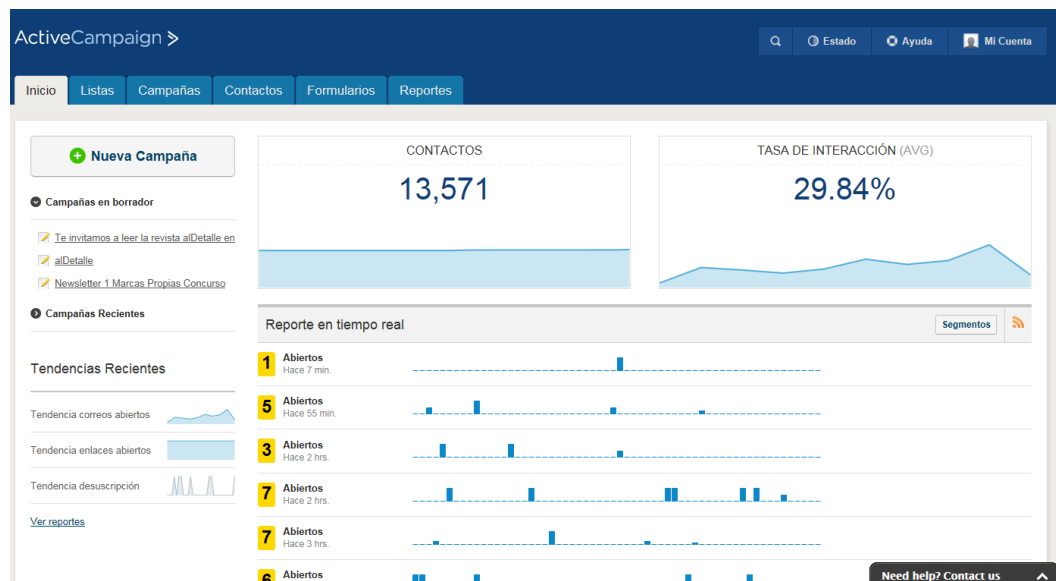 ActiveCampaign >
Estado
Ayuda
Mi Cuenta
Inicio
Listas
Campañas
Contactos
Formularios
Reportes
Nueva Campaña
Campañas en borrador
Te invitamos a leer la revista alDetalle en
alDetalle
Newsletter 1 Marcas Propias Concurso
Campañas Recientes
Tendencias Recientes
Tendencia correos abiertos
Tendencia enlaces abiertos
Tendencia desuscripción
Ver reportes
CONTACTOS
13,571
TASA DE INTERACCIÓN (AVG)
29.84%
Reporte en tiempo real
Segmentos
1 Abiertos
Hace 7 min.
5 Abiertos
Hace 55 min.
3 Abiertos
Hace 2 hrs.
7 Abiertos
Hace 2 hrs.
7 Abiertos
Hace 3 hrs.
6 Abiertos
Need help? Contact us